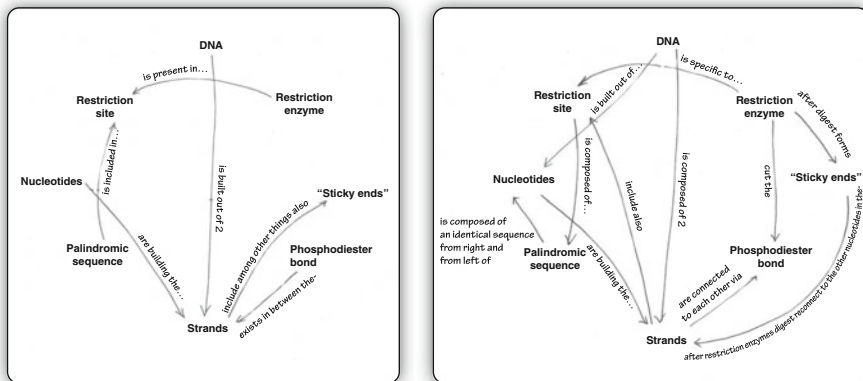 DNA
is present in...
Restriction
site
Restriction
enzyme
is included in...
is built out of 2
Nucleotides
"Sticky ends"
Palindromic
sequence
are building the...
include among other things also
Phosphodiester
bond
exists in between the-
Strands
DNA
is specific to...
is built out of...
Restriction
site
Restriction
enzyme
after digest forms
is composed of...
include also
is composed of 2
cut the
Nucleotides
"Sticky ends"
is composed of
an identical sequence
from right and
from left of
Palindromic
sequence
are building the...
Phosphodiester
bond
are connected
to each other via
Strands
after restriction enzymes digest reconnect to the other nucleotides in the-